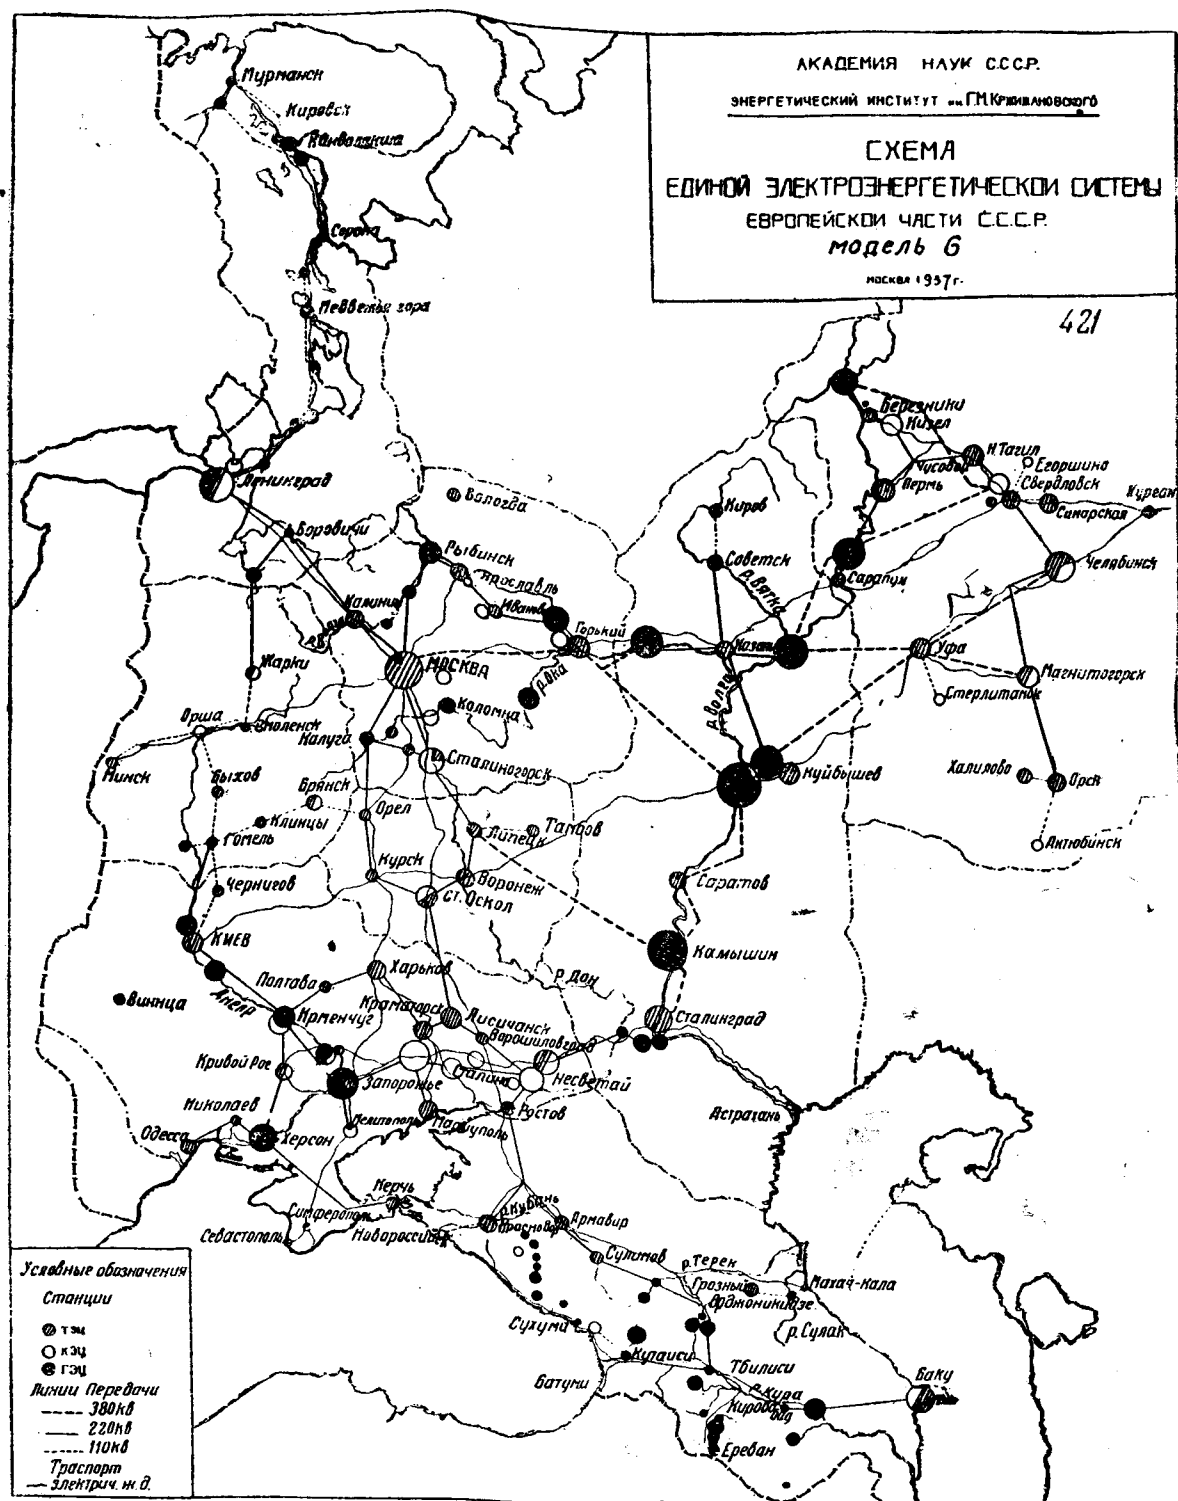 АКАДЕМИЯ НАУК С.С.С.Р.
ЭНЕРГЕТИЧЕСКИЙ ИНСТИТУТ им Г.М.КРЖИЖАНОВСКОГО
СХЕМА
ЕДИНОЙ ЭЛЕКТРОЭНЕРГЕТИЧЕСКОЙ СИСТЕМЫ
ЕВРОПЕЙСКОЙ ЧАСТИ С.С.С.Р.
модель 6
МОСКВА 1937г.
421
Мурманск
Кировск
Кандалакша
Сорока
Медвежья гора
Березники
Кизел
Н.Тагил
Чусовой
Егоршино
Ленинград
Свердловск
Пермь
Вологда
Курган
Киров
Синарская
Боровичи
Рыбинск
Советск
Челябинск
Ярославль
Сарапул
р.Вятка
Калинин
Иваново
Горький
Казань
Уфа
Жарки
МОСКВА
Магнитогорск
р.Ока
Стерлитамак
р.Волга
Коломна
Орша
Смоленск
Калуга
Минск
Сталиногорск
Быхов
Куйбышев
Халилово
Орск
Брянск
Орел
Клинцы
Липецк
Тамбов
Гомель
Актюбинск
Курск
Чернигов
Воронеж
Саратов
Ст.Оскол
КИЕВ
Камышин
Харьков
р.Дон
Полтава
Винница
Днепр
Краматорск
Крменчуг
Лисичанск
Сталинград
Ворошиловград
Кривой Рог
Запорожье
Сталино
Несветай
Николаев
Мелитополь
Мариуполь
Ростов
Астрахань
Одесса
Херсон
Керчь
Симферополь
Севастополь
Новороссийск
р.Кубань
Краснодар
Армавир
Сулимов
р.Терек
Грозный
Махач-кала
Орджоникидзе
р.Сулак
Сухуми
Кутаиси
Тбилиси
Батуми
Баку
р.Кура
Кировабад
Ереван
Условные обозначения
Станции
ТЭЦ
КЭЦ
ГЭЦ
Линии Передачи
380кв
220кв
110кв
Траспорт
электрич. ж.д.